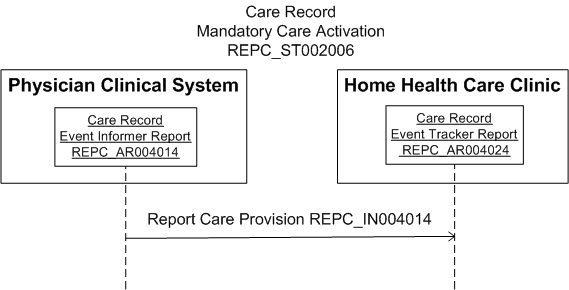 Care Record
Mandatory Care Activation
REPC_ST002006
Physician Clinical System
Care Record
Event Informer Report
REPC_AR004014
Home Health Care Clinic
Care Record
Event Tracker Report
REPC_AR004024
Report Care Provision REPC_IN004014